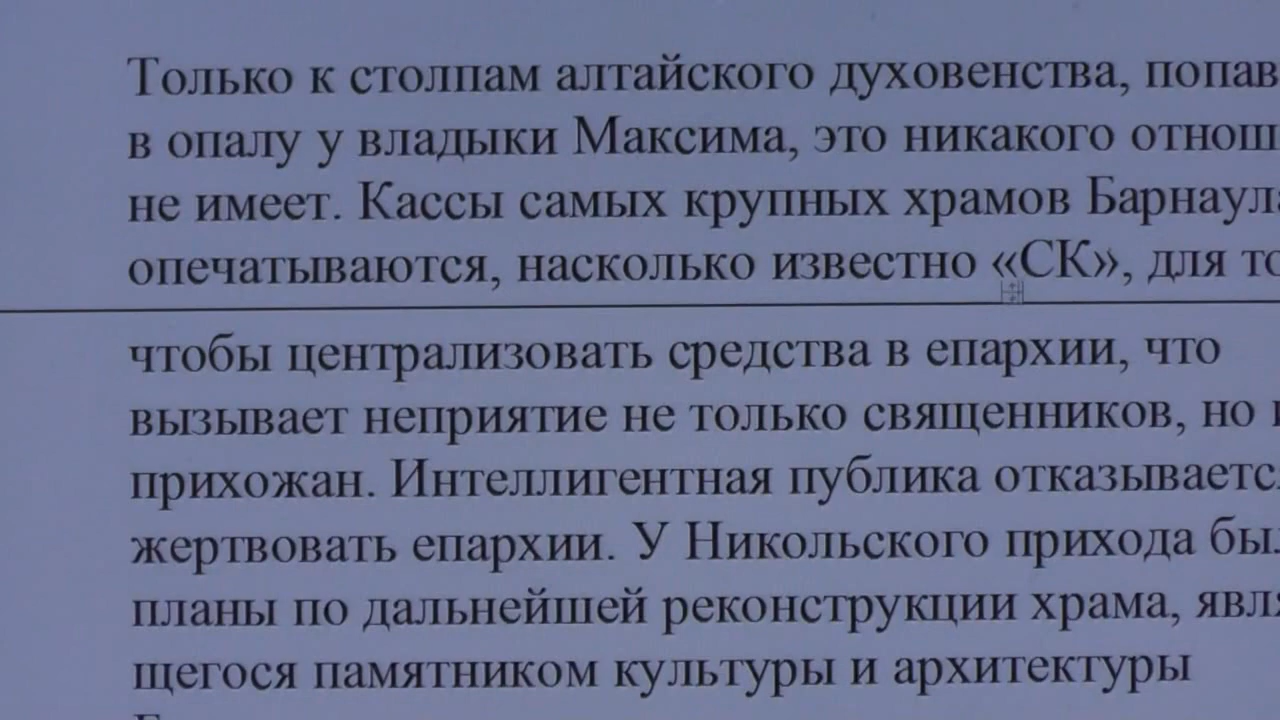 Только к столпам алтайского духовенства, попав
в опалу у владыки Максима, это никакого отнош
не имеет. Кассы самых крупных храмов Барнаул
опечатываются, насколько известно «СК», для то
чтобы централизовать средства в епархии, что
вызывает неприятие не только священников, но
прихожан. Интеллигентная публика отказываетс
жертвовать епархии. У Никольского прихода бы
планы по дальнейшей реконструкции храма, явл
щегося памятником культуры и архитектуры